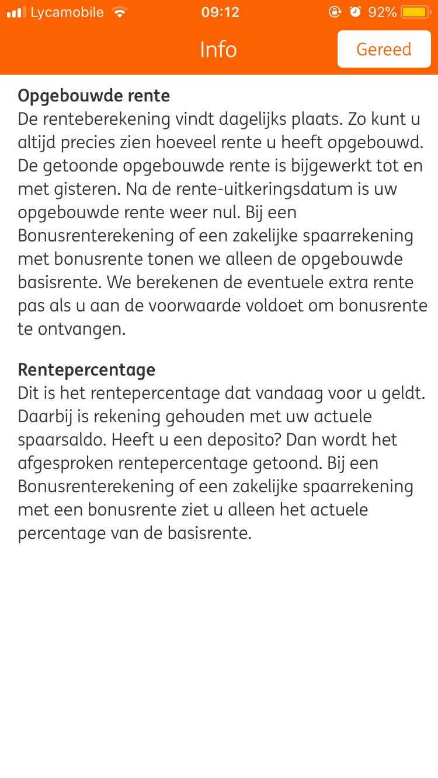 Lycamobile 09:12 92%
Info
Gereed
Opgebouwde rente
De renteberekening vindt dagelijks plaats. Zo kunt u
altijd precies zien hoeveel rente u heeft opgebouwd.
De getoonde opgebouwde rente is bijgewerkt tot en
met gisteren. Na de rente-uitkeringsdatum is uw
opgebouwde rente weer nul. Bij een
Bonusrenterekening of een zakelijke spaarrekening
met bonusrente tonen we alleen de opgebouwde
basisrente. We berekenen de eventuele extra rente
pas als u aan de voorwaarde voldoet om bonusrente
te ontvangen.
Rentepercentage
Dit is het rentepercentage dat vandaag voor u geldt.
Daarbij is rekening gehouden met uw actuele
spaarsaldo. Heeft u een deposito? Dan wordt het
afgesproken rentepercentage getoond. Bij een
Bonusrenterekening of een zakelijke spaarrekening
met een bonusrente ziet u alleen het actuele
percentage van de basisrente.